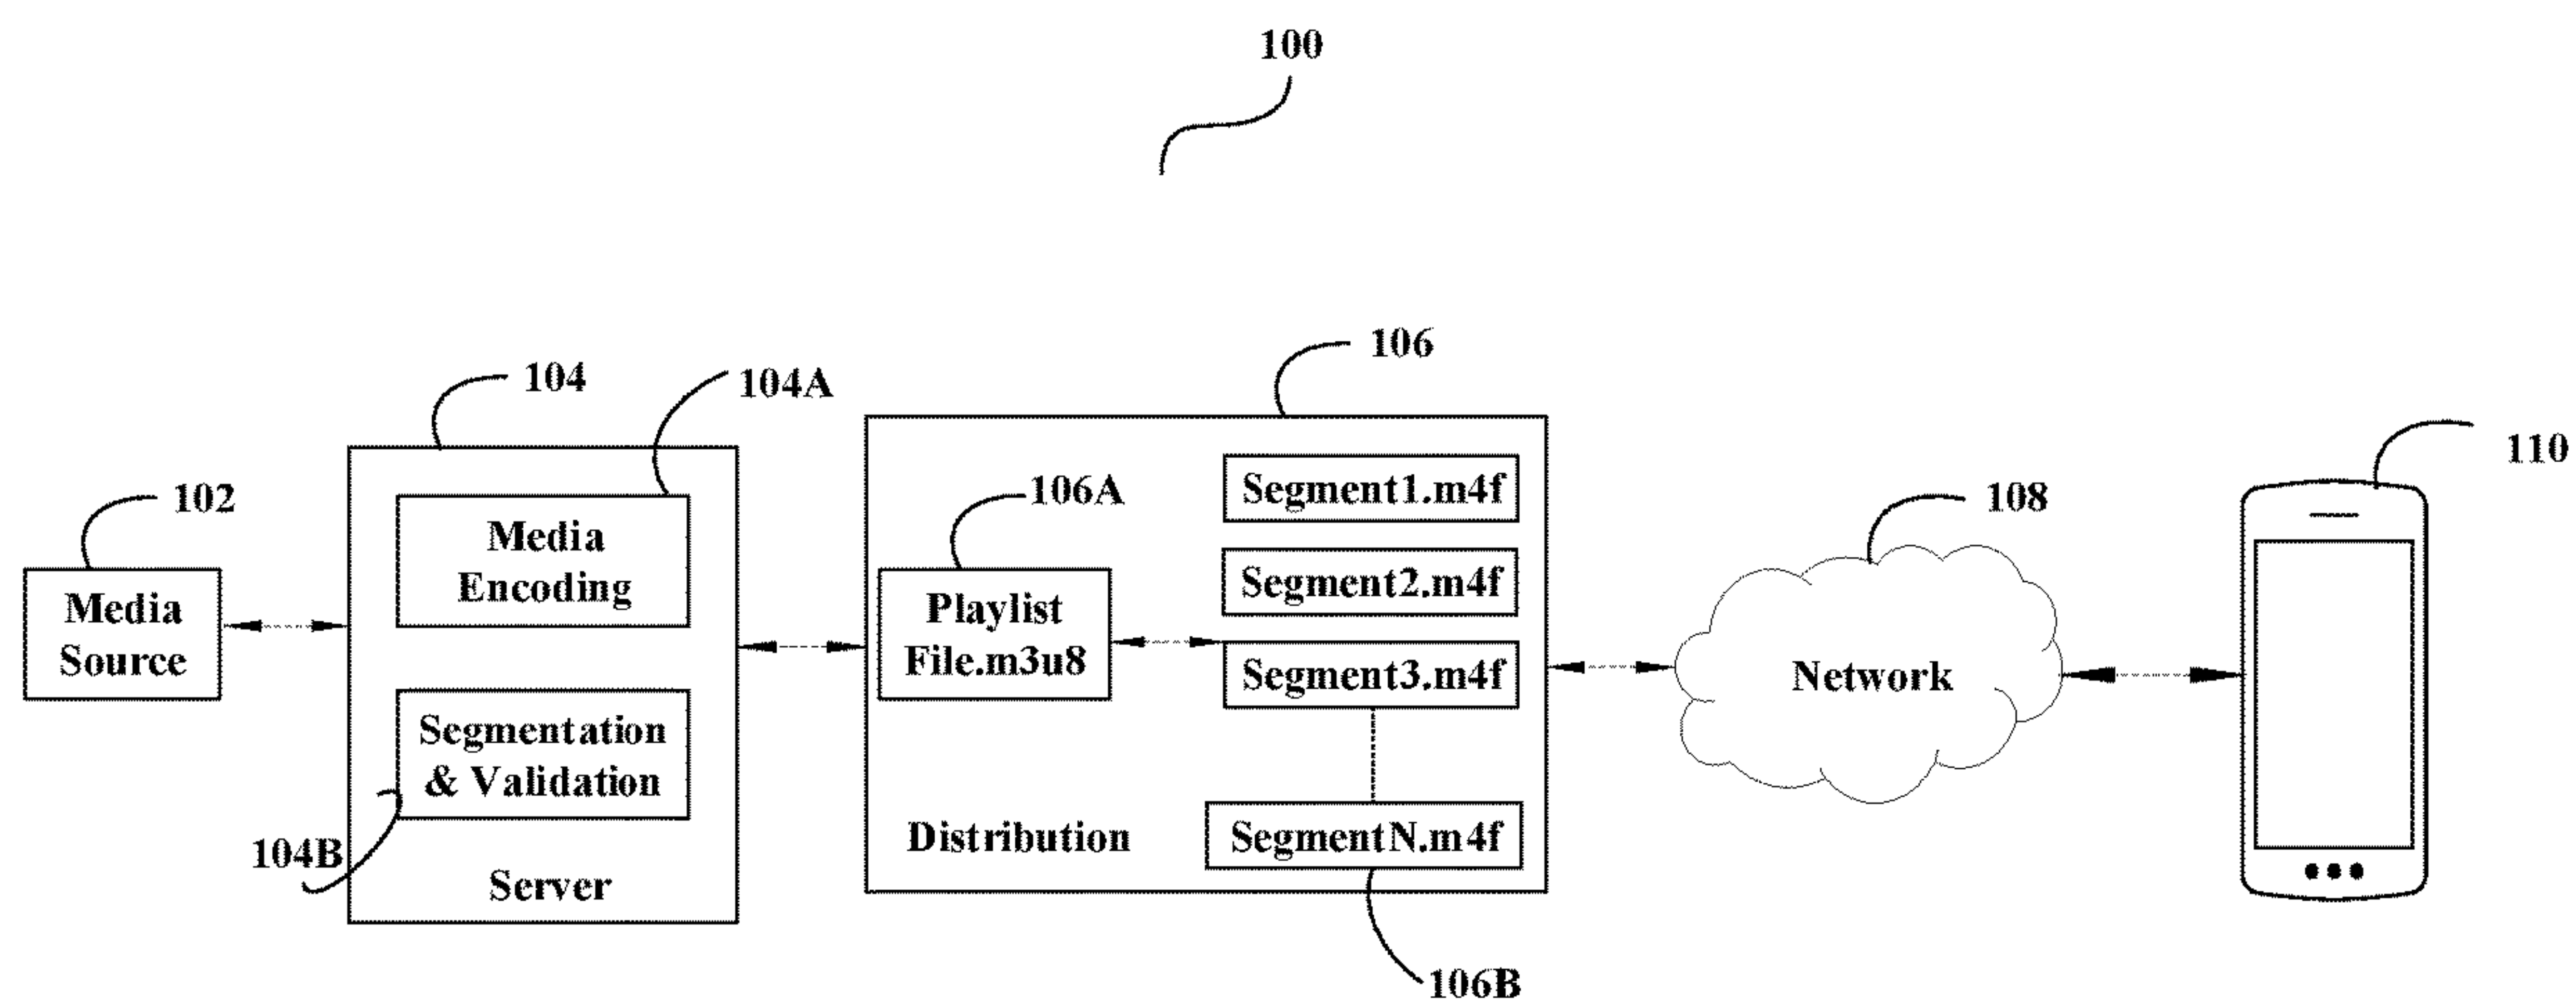 100
106
104
104A
110
102
106A
108
Media
Source
Media
Encoding
Segmentation
& Validation
104B
Server
Playlist
File.m3u8
Segment1.m4f
Segment2.m4f
Segment3.m4f
SegmentN.m4f
Distribution
106B
Network